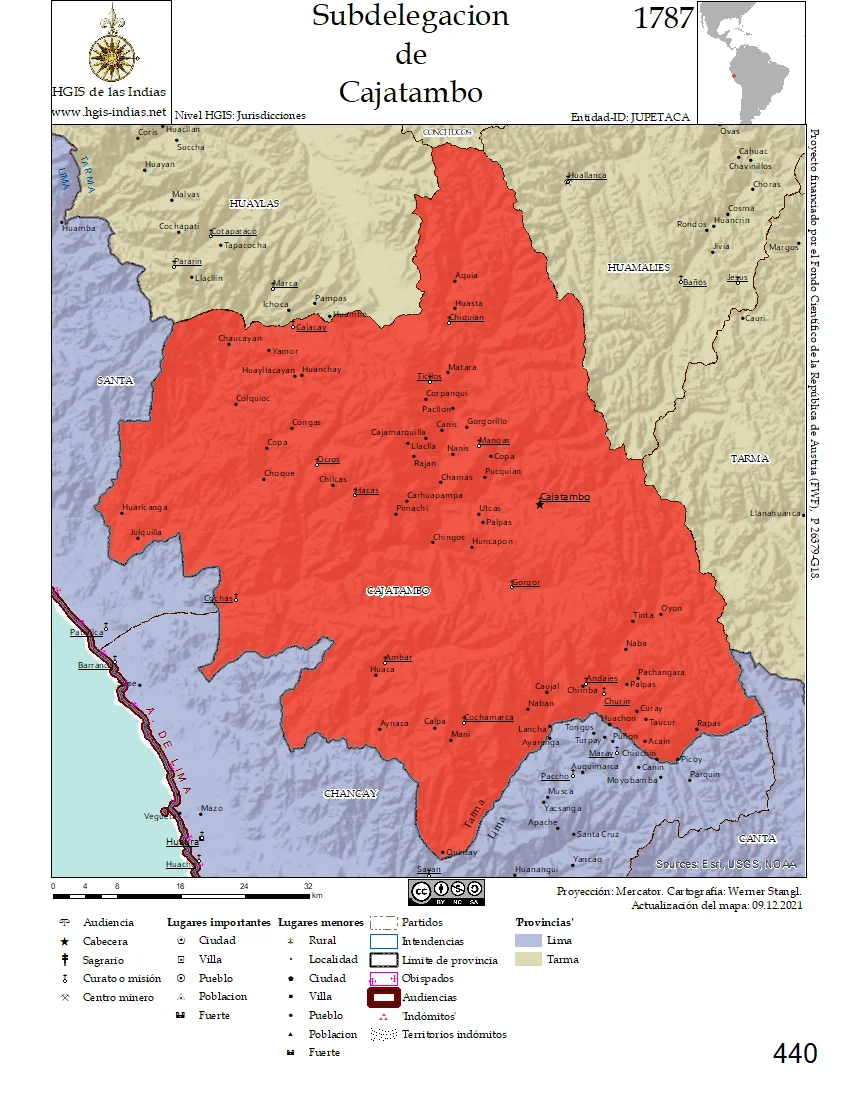 Subdelegacion
de
Cajatambo
1787
HGIS de las Indias
www.hgis-indias.net
Nivel HGIS: Jurisdicciones
Entidad-ID: JUPETACA
Proyecto financiado por el Fondo Científico de la República de Austria (FWF), P 26379-G18.
CONCHUCOS
Coris
Huacllan
Succha
Huayan
LIMA
TARMA
Malvas
HUAYLAS
Huamba
Cochapati
Cotaparaco
Tapacocha
Pararin
Llacllin
Marca
Ichoca
Pampas
Huambo
Cajacay
Huallanca
Ovas
Cahuac
Chavinillos
Choras
Cosma
Rondos
Huancrin
Jivia
Margos
HUAMALIES
Baños
Jesus
Cauri
Aquia
Huasta
Chiquian
Chaucayan
Yamor
Huayllacayan
Huanchay
SANTA
Colquioc
Ticllos
Matara
Corpanqui
Pacllon
Congas
Cajamarquilla
Canis
Gorgorillo
Copa
Llaclla
Nanis
Mangas
Copa
Ocros
Rajan
Choque
Chilcas
Chamas
Pucquian
TARMA
Hacas
Carhuapampa
Cajatambo
Huaricanga
Pimachi
Utcas
Palpas
Llanahuanca
Julquilla
Chingos
Huncapon
Gorgor
CAJATAMBO
Cochas
Oyon
Tinta
Pativilca
Naba
Barranca
Ambar
Huaca
Pachangara
Andajes
Palpas
Caujal
Chimba
Churin
Naban
Curay
A. DE LIMA
Aynaca
Calpa
Cochamarca
Huachon
Taucur
Rapas
Mani
Lancha
Tongos
Ayaranga
Turpay
Puñon
Acain
Maray
Chiuchin
Picoy
Auquimarca
Canin
Paccho
Moyobamba
Parquin
CHANCAY
Musca
Yacsanga
Mazo
Vegueta
Tarma
Lima
Apache
Santa Cruz
CANTA
Huaura
Quintay
Yancao
Huacho
Sayan
Huanangui
Sources: Esri, USGS, NOAA
0 4 8 16 24 32 km
CC BY NC SA
Proyección: Mercator. Cartografía: Werner Stangl.
Actualización del mapa: 09.12.2021
Audiencia
Cabecera
Sagrario
Curato o misión
Centro minero
Lugares importantes
Ciudad
Villa
Pueblo
Poblacion
Fuerte
Lugares menores
Rural
Localidad
Ciudad
Villa
Pueblo
Poblacion
Fuerte
Partidos
Intendencias
Límite de provincia
Obispados
Audiencias
'Indómitos'
Territorios indómitos
'Provincias'
Lima
Tarma
440